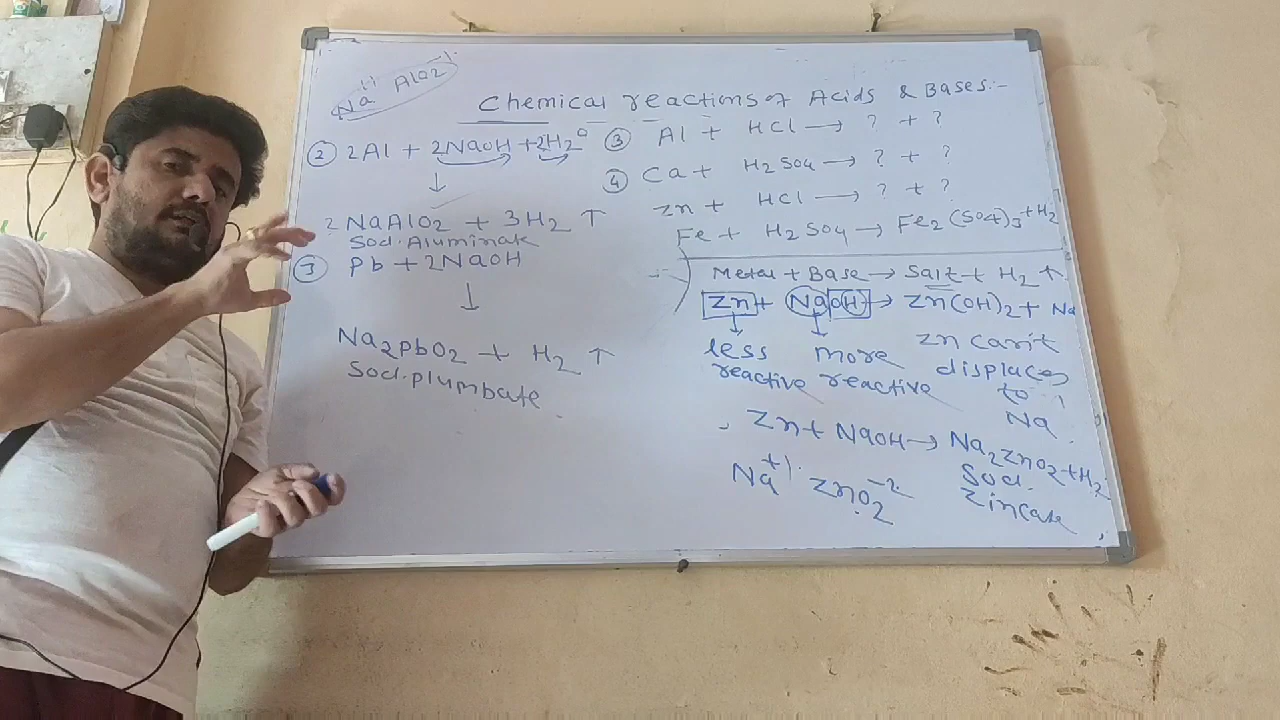 Na⁽¹⁾ AlO2⁻¹
Chemical reactions of Acids & Bases:-
② 2Al + 2NaOH + 2H2O
↓
2 NaAlO2 + 3H2 ↑
Sod. Aluminate
③ Pb + 2NaOH
↓
Na2PbO2 + H2 ↑
Sod. plumbate
③ Al + HCl → ? + ?
④ Ca + H2SO4 → ? + ?
Zn + HCl → ? + ?
Fe + H2SO4 → Fe2(SO4)3 + H2
Metal + Base → Salt + H2 ↑
Zn + NaOH → Zn(OH)2 + Na
↓ ↓
less more Zn can't
reactive reactive displaces
to
Na
Zn + NaOH → Na2ZnO2 + H2
Na⁺¹ ZnO2⁻² Sod.
Zincate